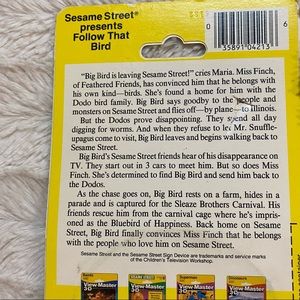 Sesame Street®
presents
Follow That
Bird
0
35891 04213
6
"Big Bird is leaving Sesame Street!" cries Maria. Miss Finch,
of Feathered Friends, has convinced him that he belongs with
his own kind—birds. She's found a home for him with the
Dodo bird family. Big Bird says goodby to the people and
monsters on Sesame Street and flies off—by plane—to Illinois.
But the Dodos prove disappointing. They spend all day
digging for worms. And when they refuse to let Mr. Snuffle-
upagus come to visit, Big Bird leaves and begins walking back to
Sesame Street.
Big Bird's Sesame Street friends hear of his disappearance on
TV. They start out in 3 cars to meet him. But so does Miss
Finch. She's determined to find Big Bird and send him back to
the Dodos.
As the chase goes on, Big Bird rests on a farm, hides in
a parade and is captured for the Sleaze Brothers Carnival. His
friends rescue him from the carnival cage where he's impris-
oned as the Bluebird of Happiness. Back home on Sesame
Street, Big Bird finally convinces Miss Finch that he belongs
with the people who love him on Sesame Street.
Sesame Street and the Sesame Street Sign Device are trademarks and service marks
of the Children's Television Workshop.
View-Master
3D
View-Master
3D
View-Master
3D
View-Master
3D